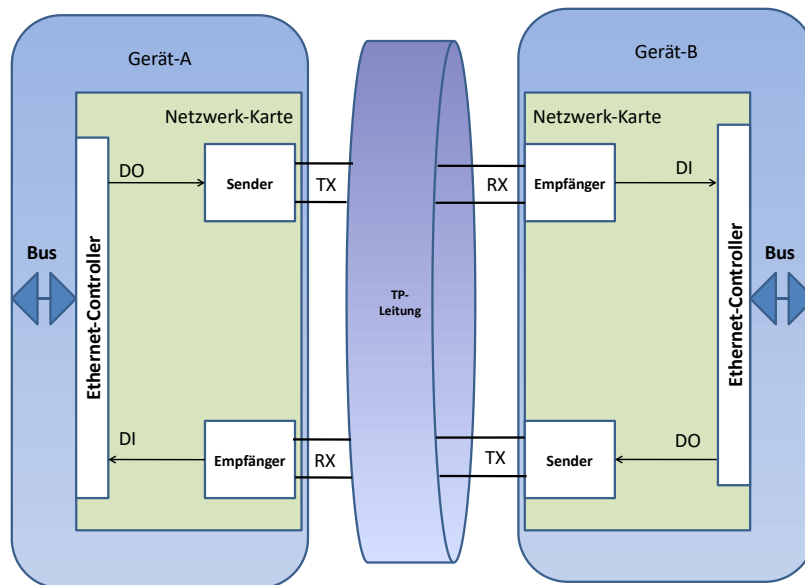 Gerät-A
Netzwerk-Karte
DO
Sender
TX
Bus
Ethernet-Controller
DI
Empfänger
RX
TP-
Leitung
Gerät-B
Netzwerk-Karte
RX
Empfänger
DI
Ethernet-Controller
Bus
TX
Sender
DO